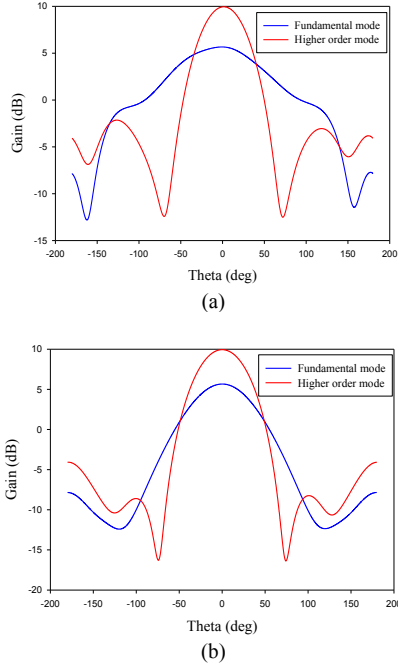 10
5
0
-5
-10
-15
Gain (dB)
Fundamental mode
Higher order mode
-200 -150 -100 -50 0 50 100 150 200
Theta (deg)
(a)
10
5
0
-5
-10
-15
-20
Gain (dB)
Fundamental mode
Higher order mode
-200 -150 -100 -50 0 50 100 150 200
Theta (deg)
(b)